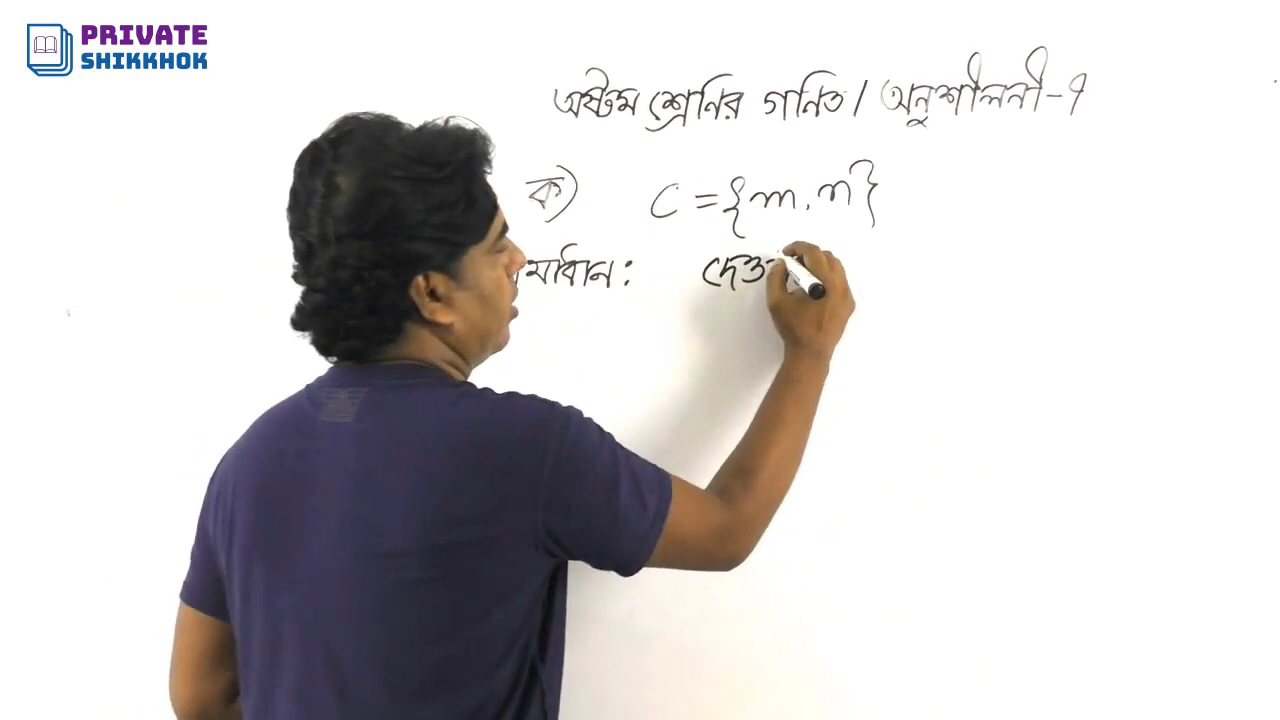 PRIVATE
SHIKKHOK
অষ্টম শ্রেনির গনিত / অনুশীলনী-৭
ক) C = {m, n}
মাধান :